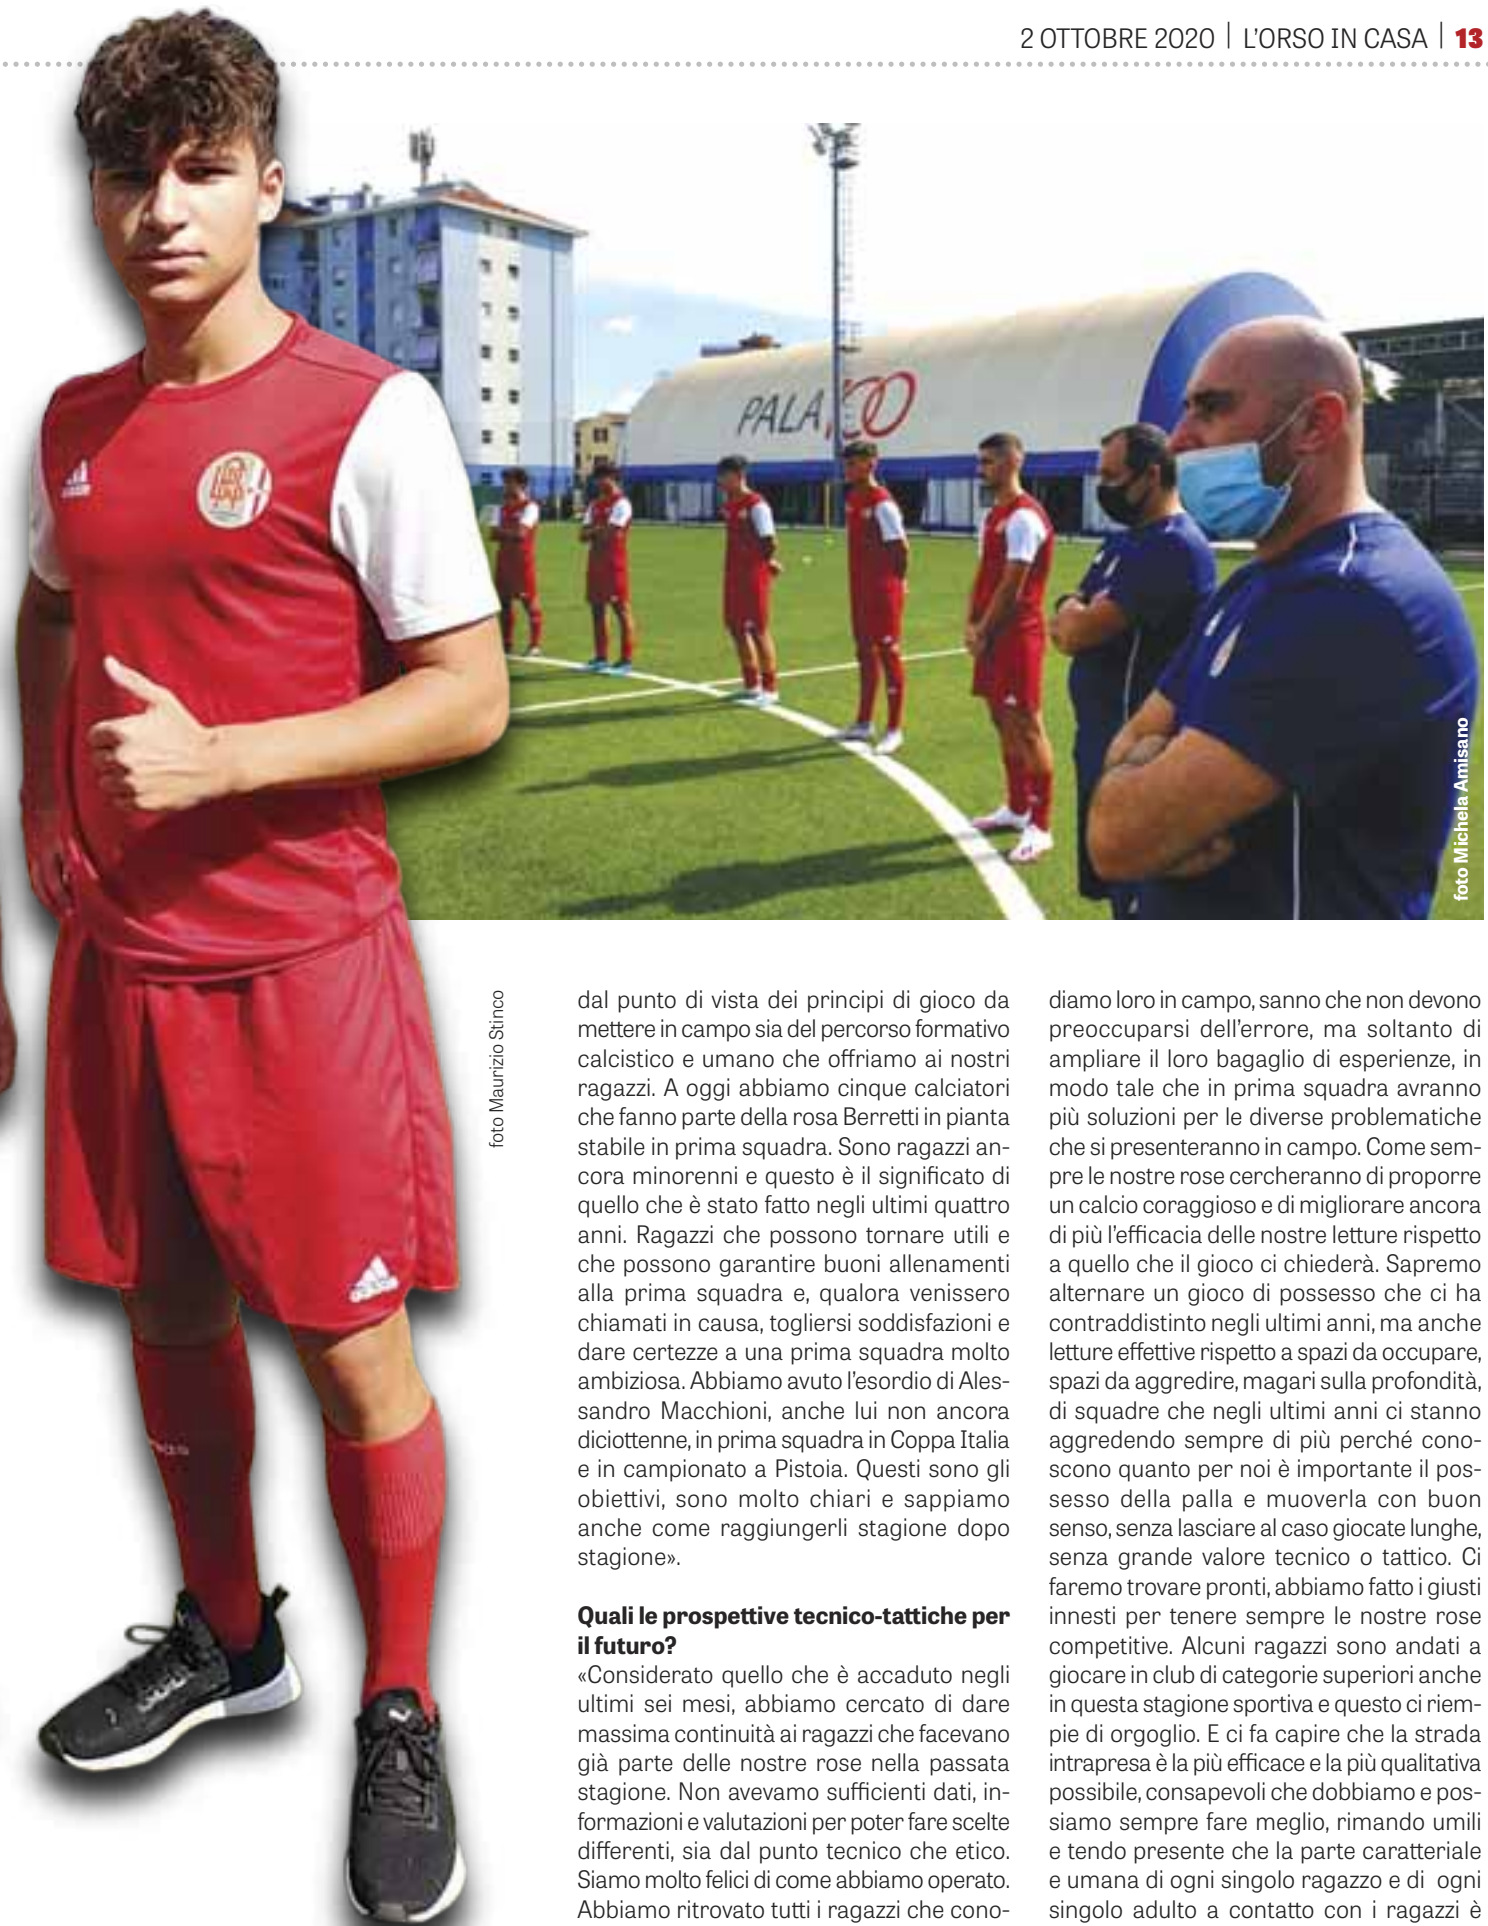 2 OTTOBRE 2020 | L'ORSO IN CASA | 13
PALA 100
foto Michela Amisano
foto Maurizio Stinco
dal punto di vista dei principi di gioco da
mettere in campo sia del percorso formativo
calcistico e umano che offriamo ai nostri
ragazzi. A oggi abbiamo cinque calciatori
che fanno parte della rosa Berretti in pianta
stabile in prima squadra. Sono ragazzi an-
cora minorenni e questo è il significato di
quello che è stato fatto negli ultimi quattro
anni. Ragazzi che possono tornare utili e
che possono garantire buoni allenamenti
alla prima squadra e, qualora venissero
chiamati in causa, togliersi soddisfazioni e
dare certezze a una prima squadra molto
ambiziosa. Abbiamo avuto l'esordio di Ales-
sandro Macchioni, anche lui non ancora
diciottenne, in prima squadra in Coppa Italia
e in campionato a Pistoia. Questi sono gli
obiettivi, sono molto chiari e sappiamo
anche come raggiungerli stagione dopo
stagione».
Quali le prospettive tecnico-tattiche per
il futuro?
«Considerato quello che è accaduto negli
ultimi sei mesi, abbiamo cercato di dare
massima continuità ai ragazzi che facevano
già parte delle nostre rose nella passata
stagione. Non avevamo sufficienti dati, in-
formazioni e valutazioni per poter fare scelte
differenti, sia dal punto tecnico che etico.
Siamo molto felici di come abbiamo operato.
Abbiamo ritrovato tutti i ragazzi che cono-
diamo loro in campo, sanno che non devono
preoccuparsi dell'errore, ma soltanto di
ampliare il loro bagaglio di esperienze, in
modo tale che in prima squadra avranno
più soluzioni per le diverse problematiche
che si presenteranno in campo. Come sem-
pre le nostre rose cercheranno di proporre
un calcio coraggioso e di migliorare ancora
di più l'efficacia delle nostre letture rispetto
a quello che il gioco ci chiederà. Sapremo
alternare un gioco di possesso che ci ha
contraddistinto negli ultimi anni, ma anche
letture effettive rispetto a spazi da occupare,
spazi da aggredire, magari sulla profondità,
di squadre che negli ultimi anni ci stanno
aggredendo sempre di più perché cono-
scono quanto per noi è importante il pos-
sesso della palla e muoverla con buon
senso, senza lasciare al caso giocate lunghe,
senza grande valore tecnico o tattico. Ci
faremo trovare pronti, abbiamo fatto i giusti
innesti per tenere sempre le nostre rose
competitive. Alcuni ragazzi sono andati a
giocare in club di categorie superiori anche
in questa stagione sportiva e questo ci riem-
pie di orgoglio. E ci fa capire che la strada
intrapresa è la più efficace e la più qualitativa
possibile, consapevoli che dobbiamo e pos-
siamo sempre fare meglio, rimando umili
e tendo presente che la parte caratteriale
e umana di ogni singolo ragazzo e di ogni
singolo adulto a contatto con i ragazzi è